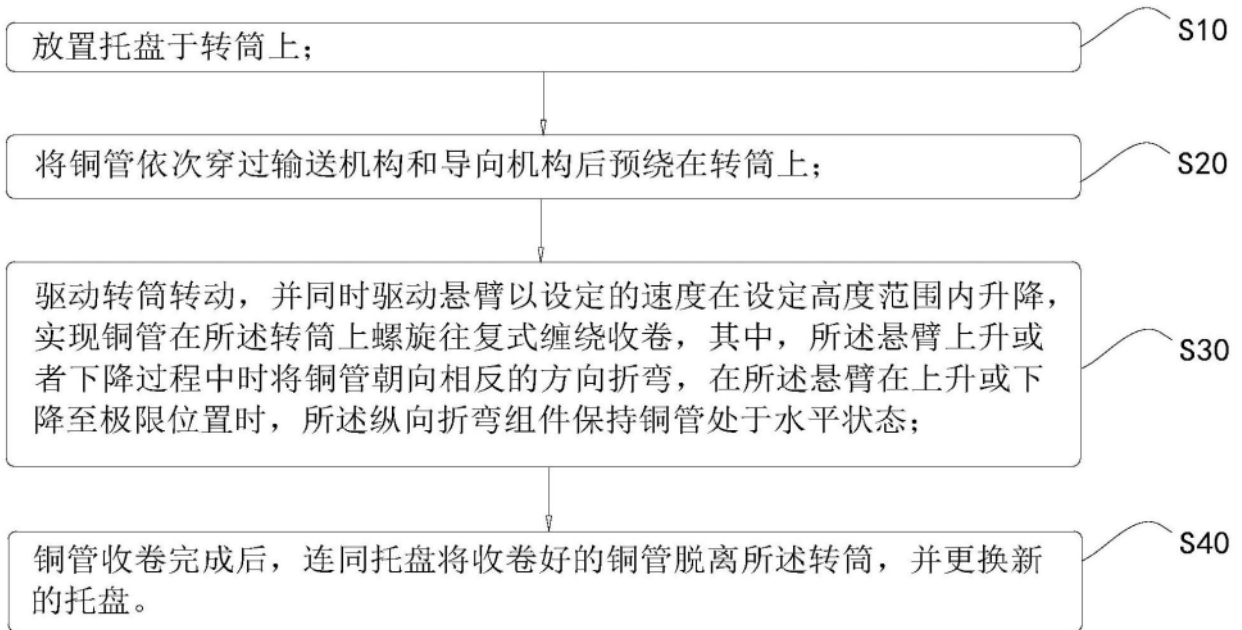 放置托盘于转筒上；
S10
将铜管依次穿过输送机构和导向机构后预绕在转筒上；
S20
驱动转筒转动，并同时驱动悬臂以设定的速度在设定高度范围内升降，
实现铜管在所述转筒上螺旋往复式缠绕收卷，其中，所述悬臂上升或
者下降过程中时将铜管朝向相反的方向折弯，在所述悬臂在上升或下
降至极限位置时，所述纵向折弯组件保持铜管处于水平状态；
S30
铜管收卷完成后，连同托盘将收卷好的铜管脱离所述转筒，并更换新
的托盘。
S40